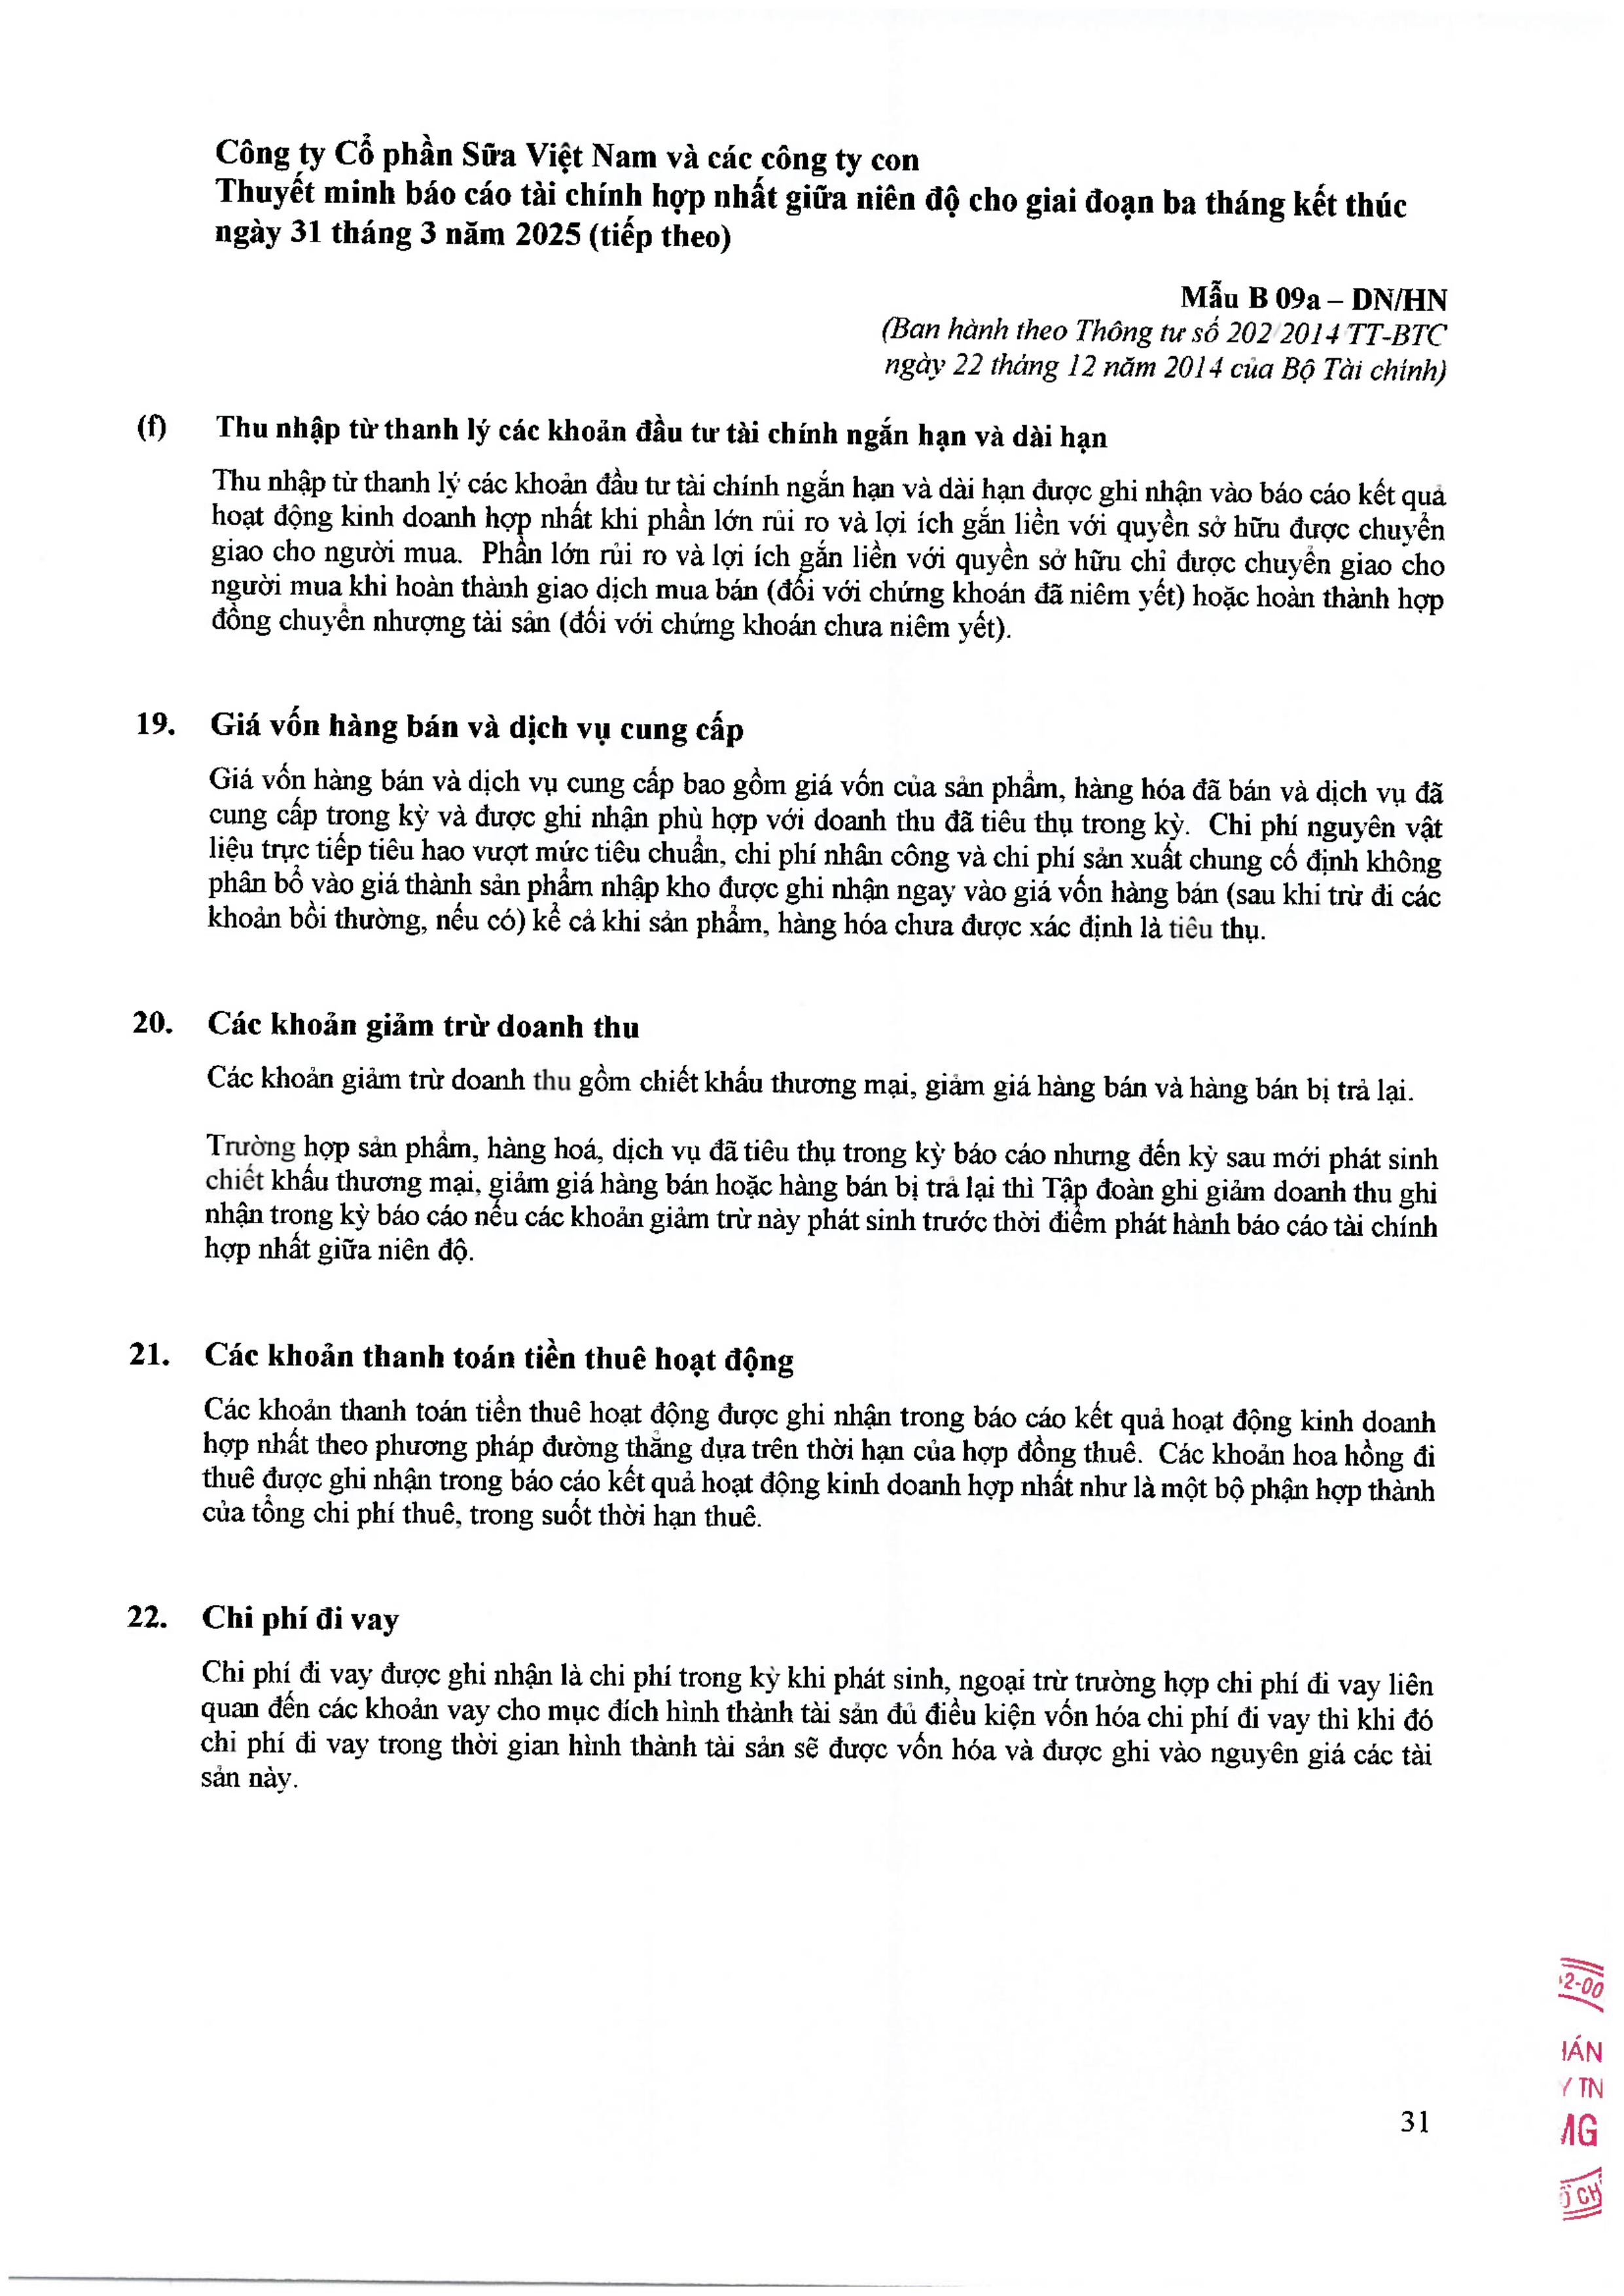 Công ty Cổ phần Sữa Việt Nam và các công ty con
Thuyết minh báo cáo tài chính hợp nhất giữa niên độ cho giai đoạn ba tháng kết thúc
ngày 31 tháng 3 năm 2025 (tiếp theo)
Mẫu B 09a – DN/HN
(Ban hành theo Thông tư số 202/2014/TT-BTC
ngày 22 tháng 12 năm 2014 của Bộ Tài chính)
(f) Thu nhập từ thanh lý các khoản đầu tư tài chính ngắn hạn và dài hạn
Thu nhập từ thanh lý các khoản đầu tư tài chính ngắn hạn và dài hạn được ghi nhận vào báo cáo kết quả
hoạt động kinh doanh hợp nhất khi phần lớn rủi ro và lợi ích gắn liền với quyền sở hữu được chuyển
giao cho người mua. Phần lớn rủi ro và lợi ích gắn liền với quyền sở hữu chỉ được chuyển giao cho
người mua khi hoàn thành giao dịch mua bán (đối với chứng khoán đã niêm yết) hoặc hoàn thành hợp
đồng chuyển nhượng tài sản (đối với chứng khoán chưa niêm yết).
19. Giá vốn hàng bán và dịch vụ cung cấp
Giá vốn hàng bán và dịch vụ cung cấp bao gồm giá vốn của sản phẩm, hàng hóa đã bán và dịch vụ đã
cung cấp trong kỳ và được ghi nhận phù hợp với doanh thu đã tiêu thụ trong kỳ. Chi phí nguyên vật
liệu trực tiếp tiêu hao vượt mức tiêu chuẩn, chi phí nhân công và chi phí sản xuất chung cố định không
phân bổ vào giá thành sản phẩm nhập kho được ghi nhận ngay vào giá vốn hàng bán (sau khi trừ đi các
khoản bồi thường, nếu có) kể cả khi sản phẩm, hàng hóa chưa được xác định là tiêu thụ.
20. Các khoản giảm trừ doanh thu
Các khoản giảm trừ doanh thu gồm chiết khấu thương mại, giảm giá hàng bán và hàng bán bị trả lại.
Trường hợp sản phẩm, hàng hoá, dịch vụ đã tiêu thụ trong kỳ báo cáo nhưng đến kỳ sau mới phát sinh
chiết khấu thương mại, giảm giá hàng bán hoặc hàng bán bị trả lại thì Tập đoàn ghi giảm doanh thu ghi
nhận trong kỳ báo cáo nếu các khoản giảm trừ này phát sinh trước thời điểm phát hành báo cáo tài chính
hợp nhất giữa niên độ.
21. Các khoản thanh toán tiền thuê hoạt động
Các khoản thanh toán tiền thuê hoạt động được ghi nhận trong báo cáo kết quả hoạt động kinh doanh
hợp nhất theo phương pháp đường thẳng dựa trên thời hạn của hợp đồng thuê. Các khoản hoa hồng đi
thuê được ghi nhận trong báo cáo kết quả hoạt động kinh doanh hợp nhất như là một bộ phận hợp thành
của tổng chi phí thuê, trong suốt thời hạn thuê.
22. Chi phí đi vay
Chi phí đi vay được ghi nhận là chi phí trong kỳ khi phát sinh, ngoại trừ trường hợp chi phí đi vay liên
quan đến các khoản vay cho mục đích hình thành tài sản đủ điều kiện vốn hóa chi phí đi vay thì khi đó
chi phí đi vay trong thời gian hình thành tài sản sẽ được vốn hóa và được ghi vào nguyên giá các tài
sản này.
2-00
TN
31